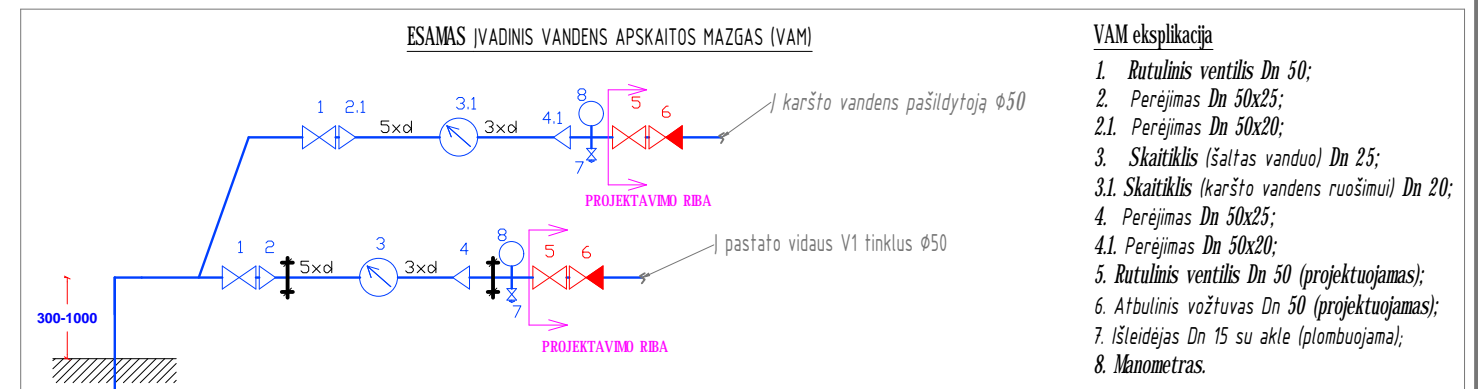 ESAMAS ĮVADINIS VANDENS APSKAITOS MAZGAS (VAM)
1 2.1 5xd 3.1 3xd 4.1 8 7 5 6
Į karšto vandens pašildytoją Φ50
PROJEKTAVIMO RIBA
1 2 5xd 3 3xd 4 8 7 5 6
Į pastato vidaus V1 tinklus Φ50
PROJEKTAVIMO RIBA
300-1000
VAM eksplikacija
1. Rutulinis ventilis Dn 50;
2. Perėjimas Dn 50x25;
2.1. Perėjimas Dn 50x20;
3. Skaitiklis (šaltas vanduo) Dn 25;
3.1. Skaitiklis (karšto vandens ruošimui) Dn 20;
4. Perėjimas Dn 50x25;
4.1. Perėjimas Dn 50x20;
5. Rutulinis ventilis Dn 50 (projektuojamas);
6. Atbulinis vožtuvas Dn 50 (projektuojamas);
7. Išleidėjas Dn 15 su akle (plombuojama);
8. Manometras.